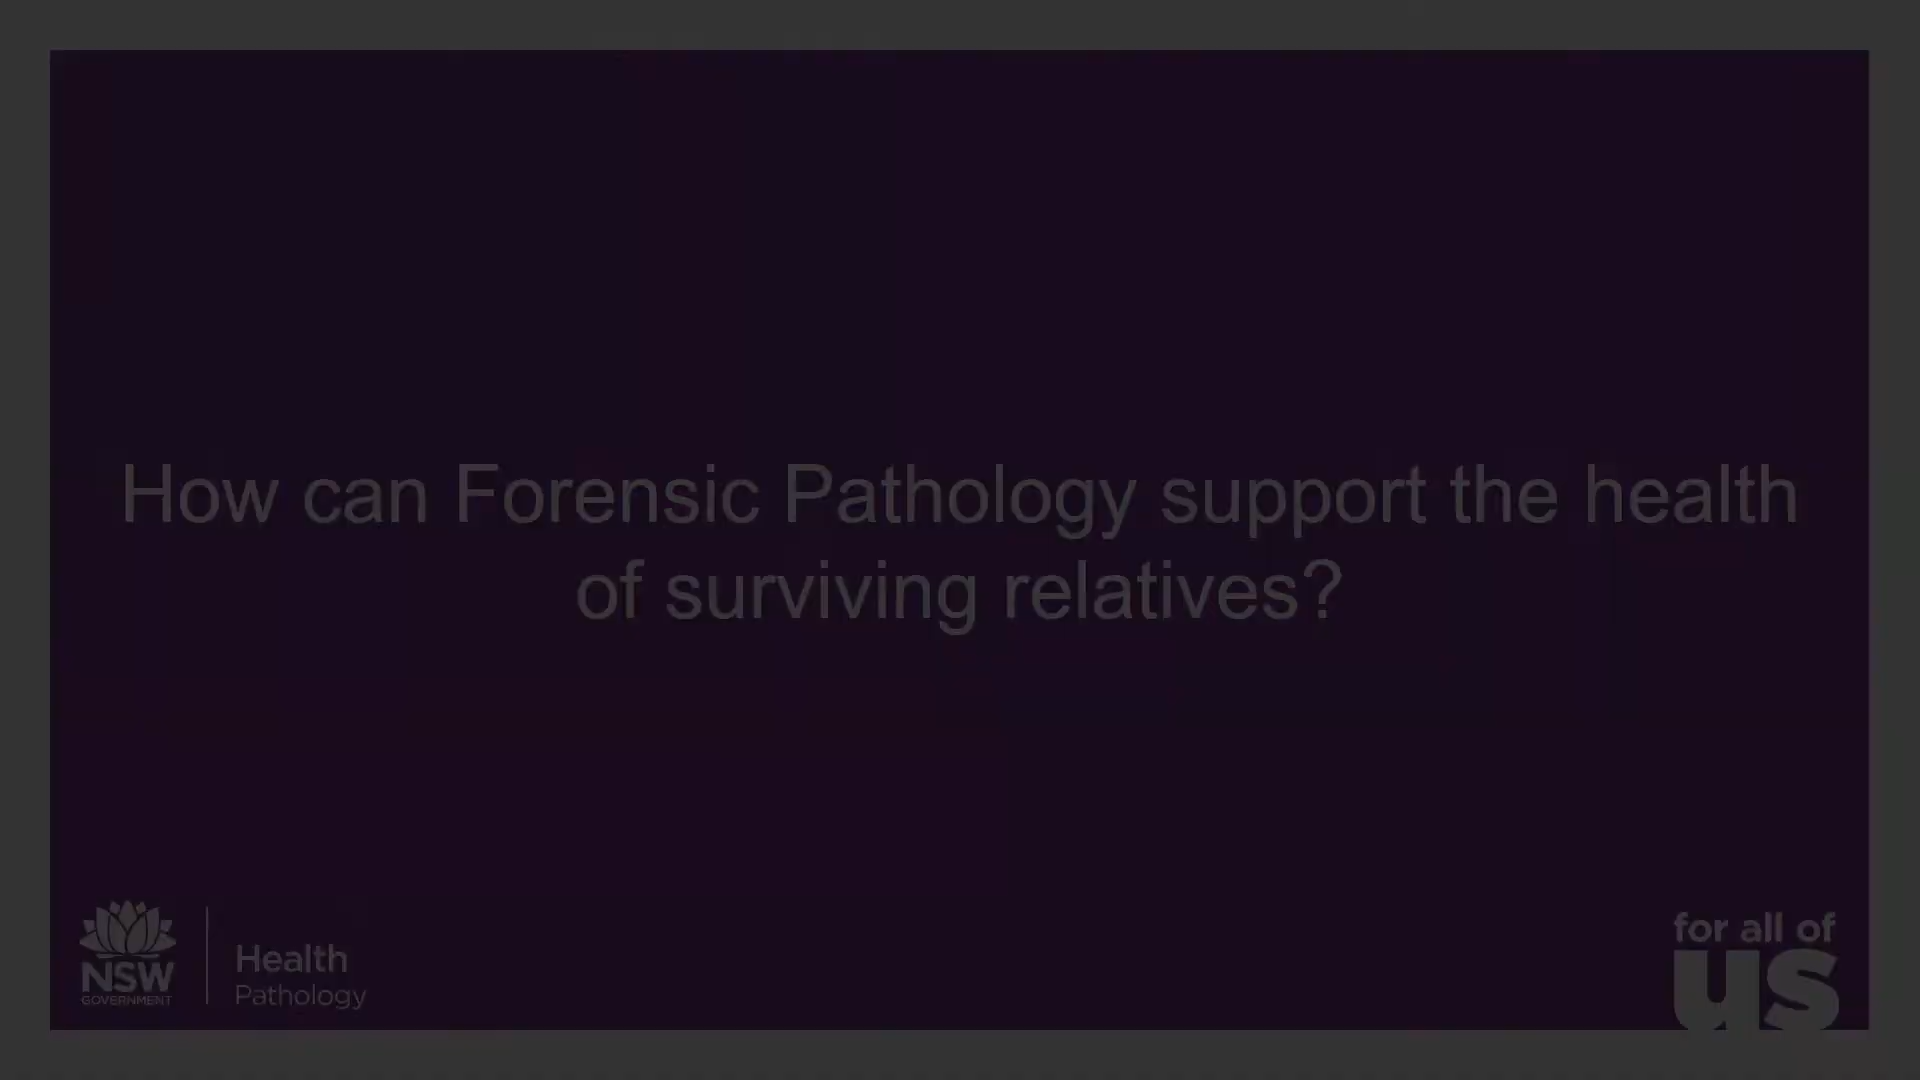 How can Forensic Pathology support the health
of surviving relatives?
NSW
GOVERNMENT
Health
Pathology
for all of
us